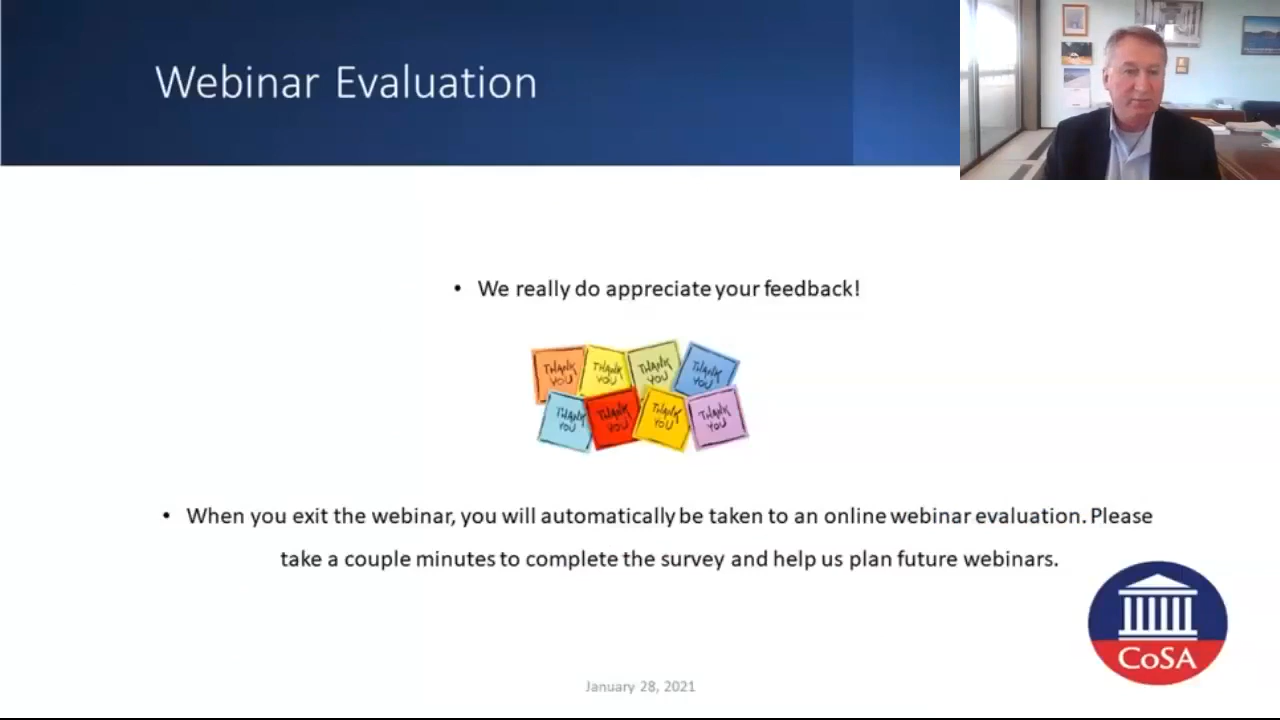 Webinar Evaluation
• We really do appreciate your feedback!
THANK YOU THANK YOU THANK YOU THANK YOU
THANK YOU THANK YOU THANK YOU THANK YOU
• When you exit the webinar, you will automatically be taken to an online webinar evaluation. Please
take a couple minutes to complete the survey and help us plan future webinars.
CoSA
January 28, 2021